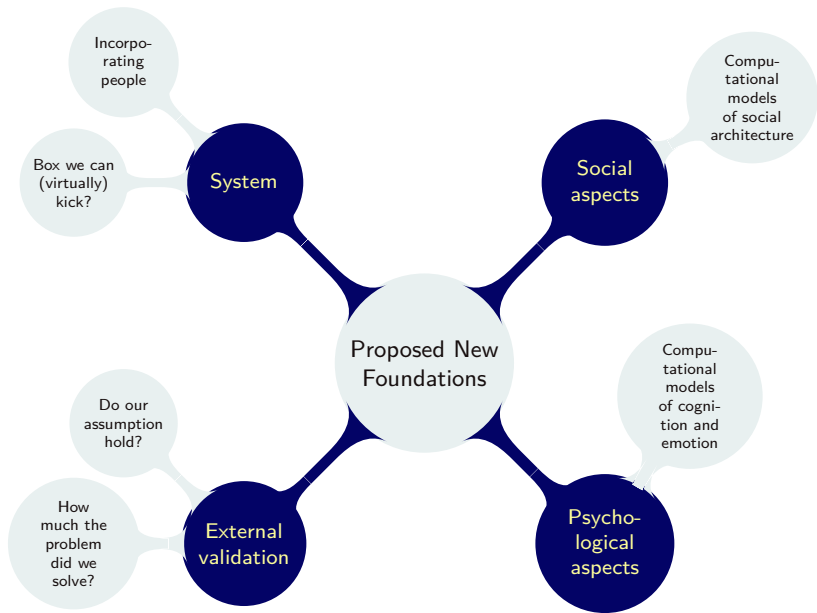 Incorpo-
rating
people
Box we can
(virtually)
kick?
System
Compu-
tational
models
of social
architecture
Social
aspects
Proposed New
Foundations
Do our
assumption
hold?
How
much the
problem
did we
solve?
External
validation
Compu-
tational
models
of cogni-
tion and
emotion
Psycho-
logical
aspects